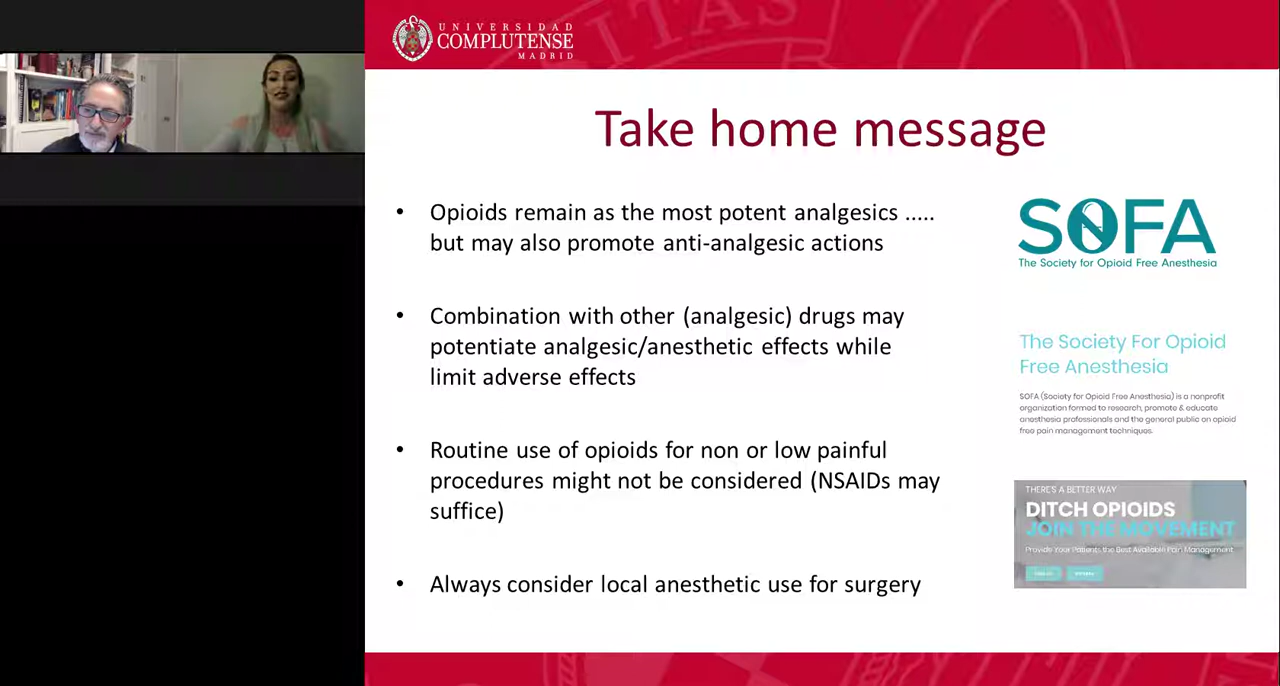 UNIVERSIDAD
COMPLUTENSE
MADRID
Take home message
• Opioids remain as the most potent analgesics .....
but may also promote anti-analgesic actions
• Combination with other (analgesic) drugs may
potentiate analgesic/anesthetic effects while
limit adverse effects
• Routine use of opioids for non or low painful
procedures might not be considered (NSAIDs may
suffice)
• Always consider local anesthetic use for surgery
SOFA
The Society for Opioid Free Anesthesia
The Society For Opioid
Free Anesthesia
SOFA (Society for Opioid Free Anesthesia) is a nonprofit
organization formed to research, promote & educate
anesthesia professionals and the general public on opioid
free pain management techniques.
THERE'S A BETTER WAY
DITCH OPIOIDS
JOIN THE MOVEMENT
Provide Your Patients the Best Available Pain Management